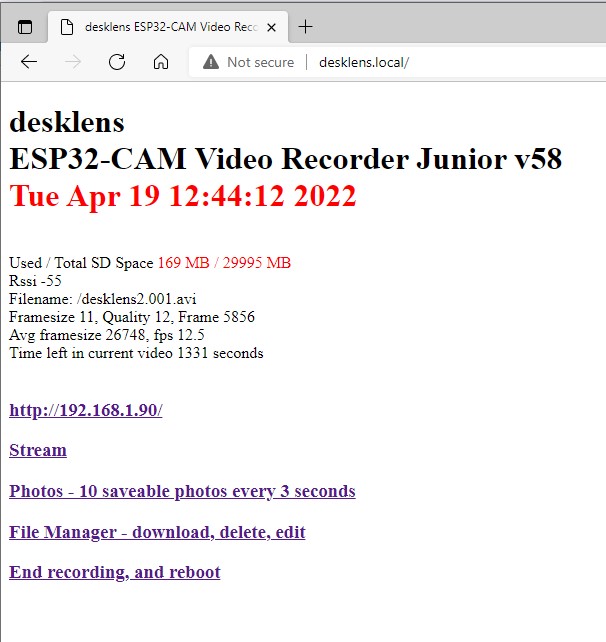 desklens ESP32-CAM Video Rec
Not secure | desklens.local/
desklens
ESP32-CAM Video Recorder Junior v58
Tue Apr 19 12:44:12 2022
Used / Total SD Space 169 MB / 29995 MB
Rssi -55
Filename: /desklens2.001.avi
Framesize 11, Quality 12, Frame 5856
Avg framesize 26748, fps 12.5
Time left in current video 1331 seconds
http://192.168.1.90/
Stream
Photos - 10 saveable photos every 3 seconds
File Manager - download, delete, edit
End recording, and reboot